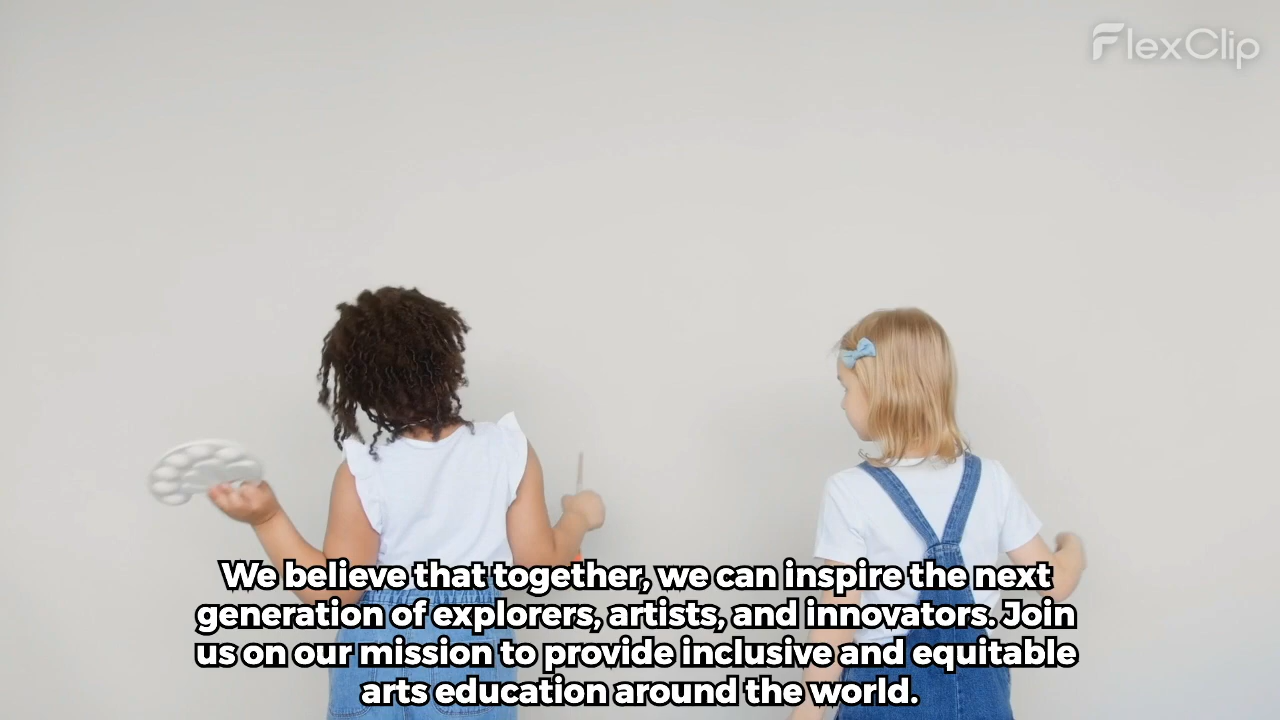 FlexClip
We believe that together, we can inspire the next
generation of explorers, artists, and innovators. Join
us on our mission to provide inclusive and equitable
arts education around the world.